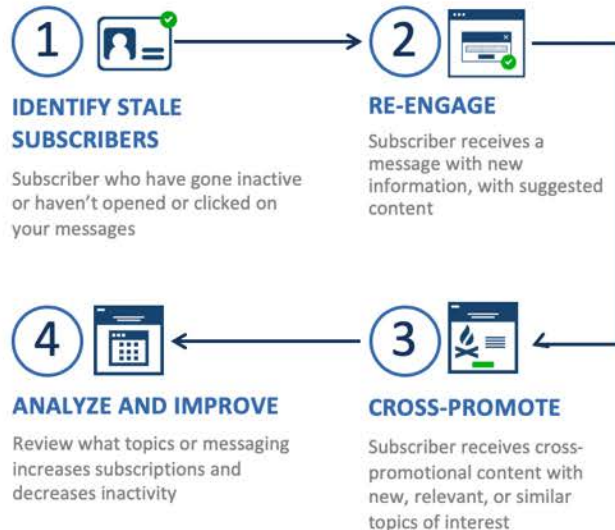 1
IDENTIFY STALE
SUBSCRIBERS
Subscriber who have gone inactive
or haven't opened or clicked on
your messages
2
RE-ENGAGE
Subscriber receives a
message with new
information, with suggested
content
3
CROSS-PROMOTE
Subscriber receives cross-
promotional content with
new, relevant, or similar
topics of interest
4
ANALYZE AND IMPROVE
Review what topics or messaging
increases subscriptions and
decreases inactivity